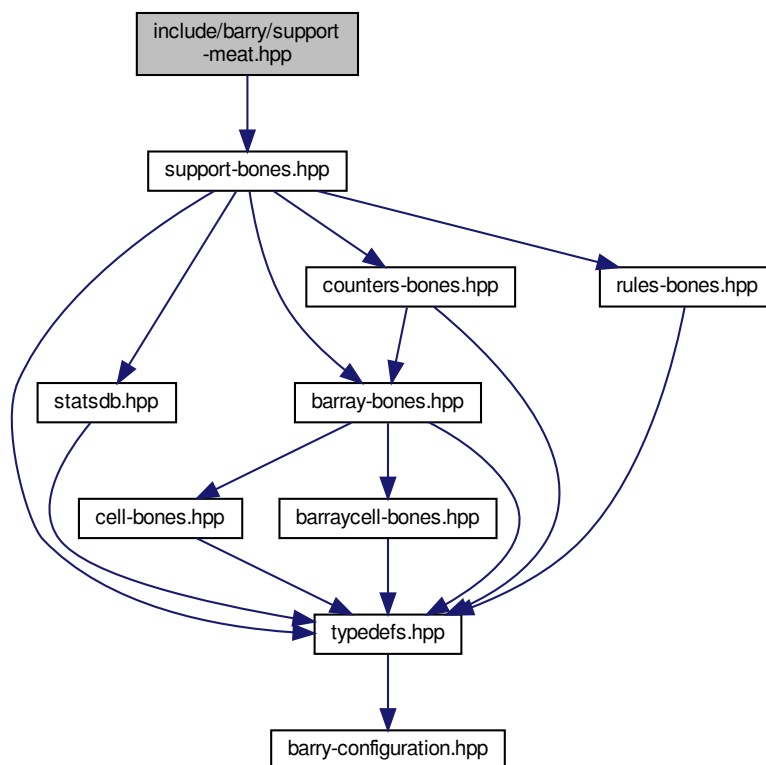 include/barry/support
-meat.hpp
support-bones.hpp
counters-bones.hpp
rules-bones.hpp
statsdb.hpp
barray-bones.hpp
cell-bones.hpp
barraycell-bones.hpp
typedefs.hpp
barry-configuration.hpp